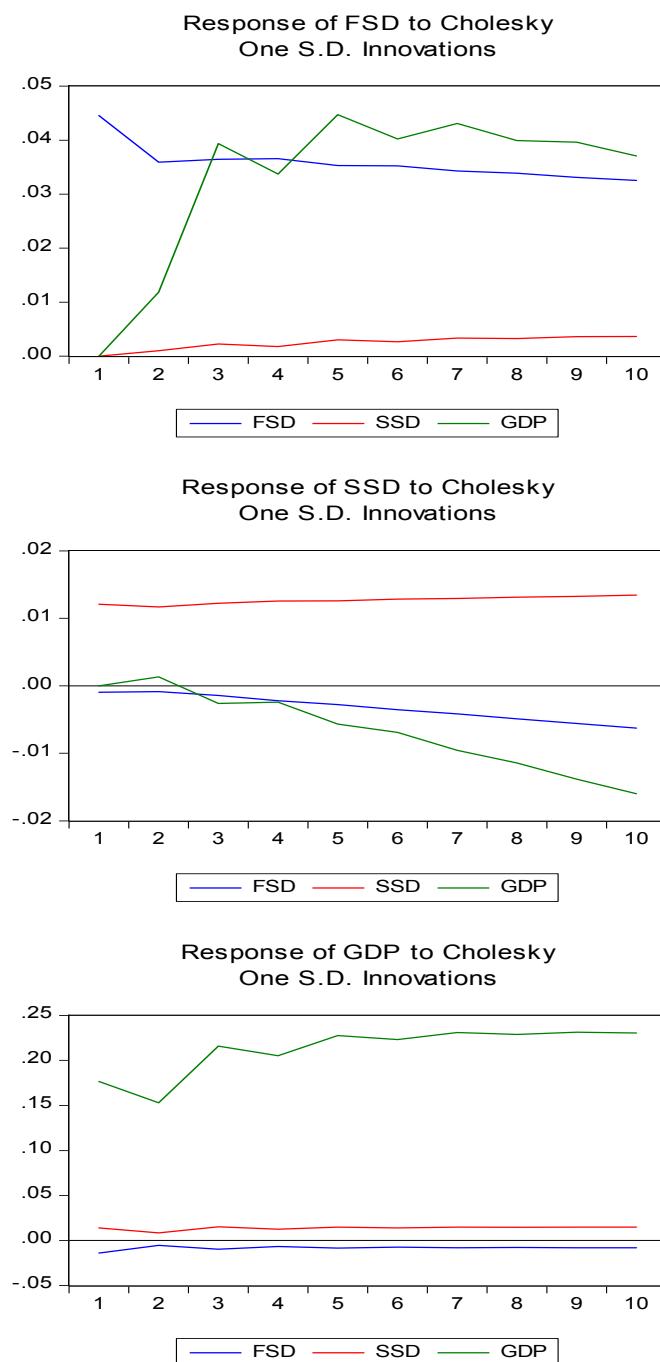 Response of FSD to Cholesky
One S.D. Innovations
.05
.04
.03
.02
.01
.00
1 2 3 4 5 6 7 8 9 10
FSD SSD GDP
Response of SSD to Cholesky
One S.D. Innovations
.02
.01
.00
-.01
-.02
1 2 3 4 5 6 7 8 9 10
FSD SSD GDP
Response of GDP to Cholesky
One S.D. Innovations
.25
.20
.15
.10
.05
.00
-.05
1 2 3 4 5 6 7 8 9 10
FSD SSD GDP